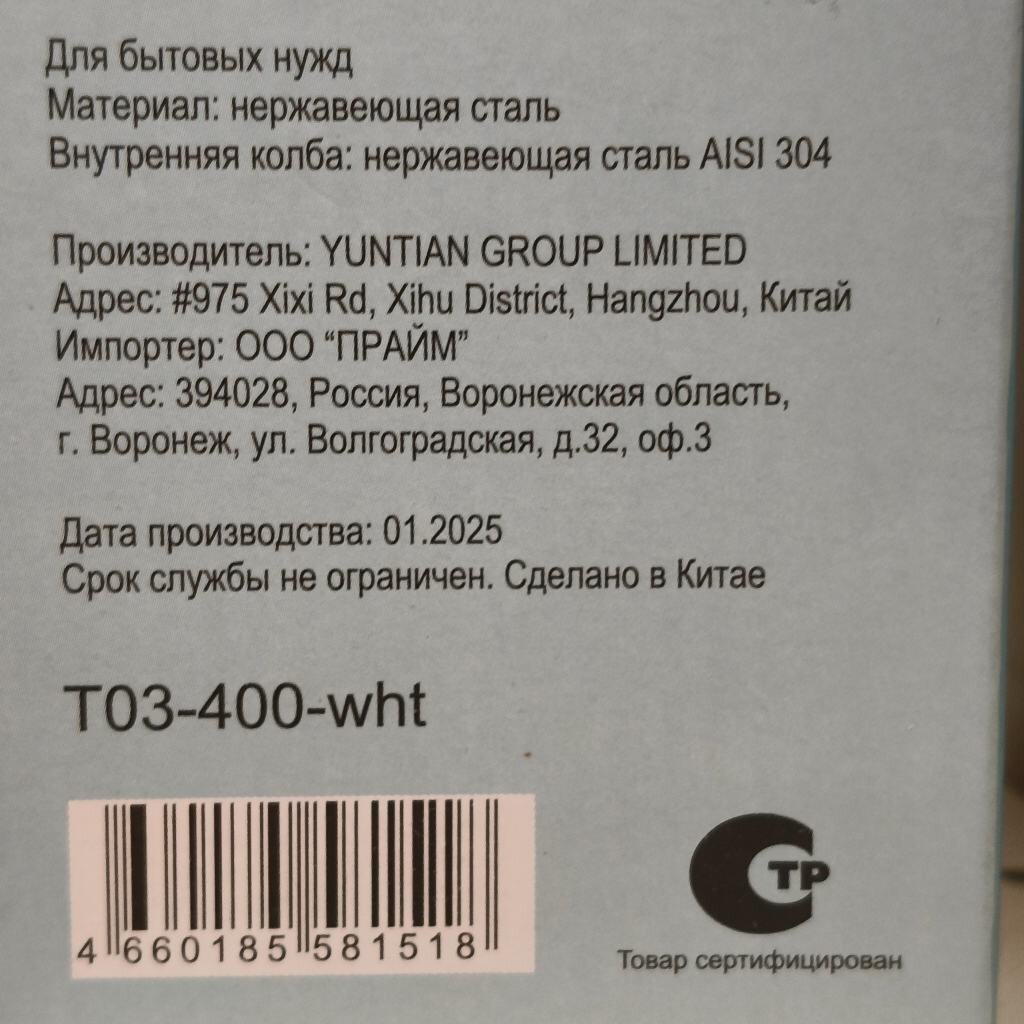 Для бытовых нужд
Материал: нержавеющая сталь
Внутренняя колба: нержавеющая сталь AISI 304
Производитель: YUNTIAN GROUP LIMITED
Адрес: #975 Xixi Rd, Xihu District, Hangzhou, Китай
Импортер: ООО “ПРАЙМ”
Адрес: 394028, Россия, Воронежская область,
г. Воронеж, ул. Волгоградская, д.32, оф.3
Дата производства: 01.2025
Срок службы не ограничен. Сделано в Китае
T03-400-wht
4 660185 581518
СТР
Товар сертифицирован